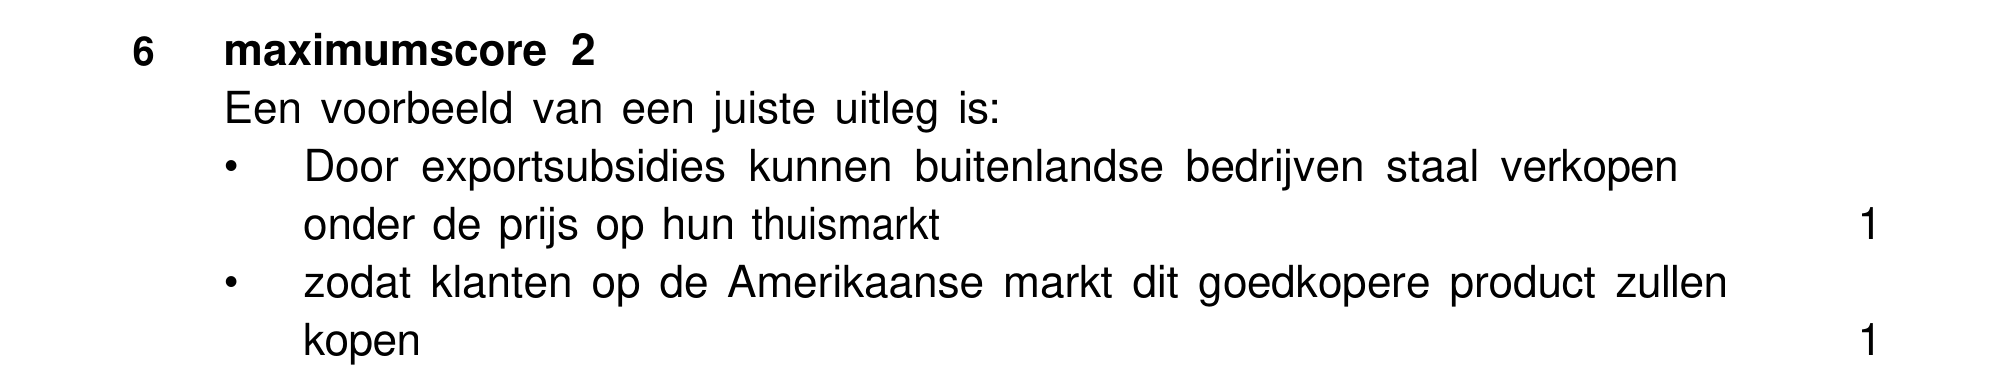 6 maximumscore 2
Een voorbeeld van een juiste uitleg is:
• Door exportsubsidies kunnen buitenlandse bedrijven staal verkopen
onder de prijs op hun thuismarkt 1
• zodat klanten op de Amerikaanse markt dit goedkopere product zullen
kopen 1